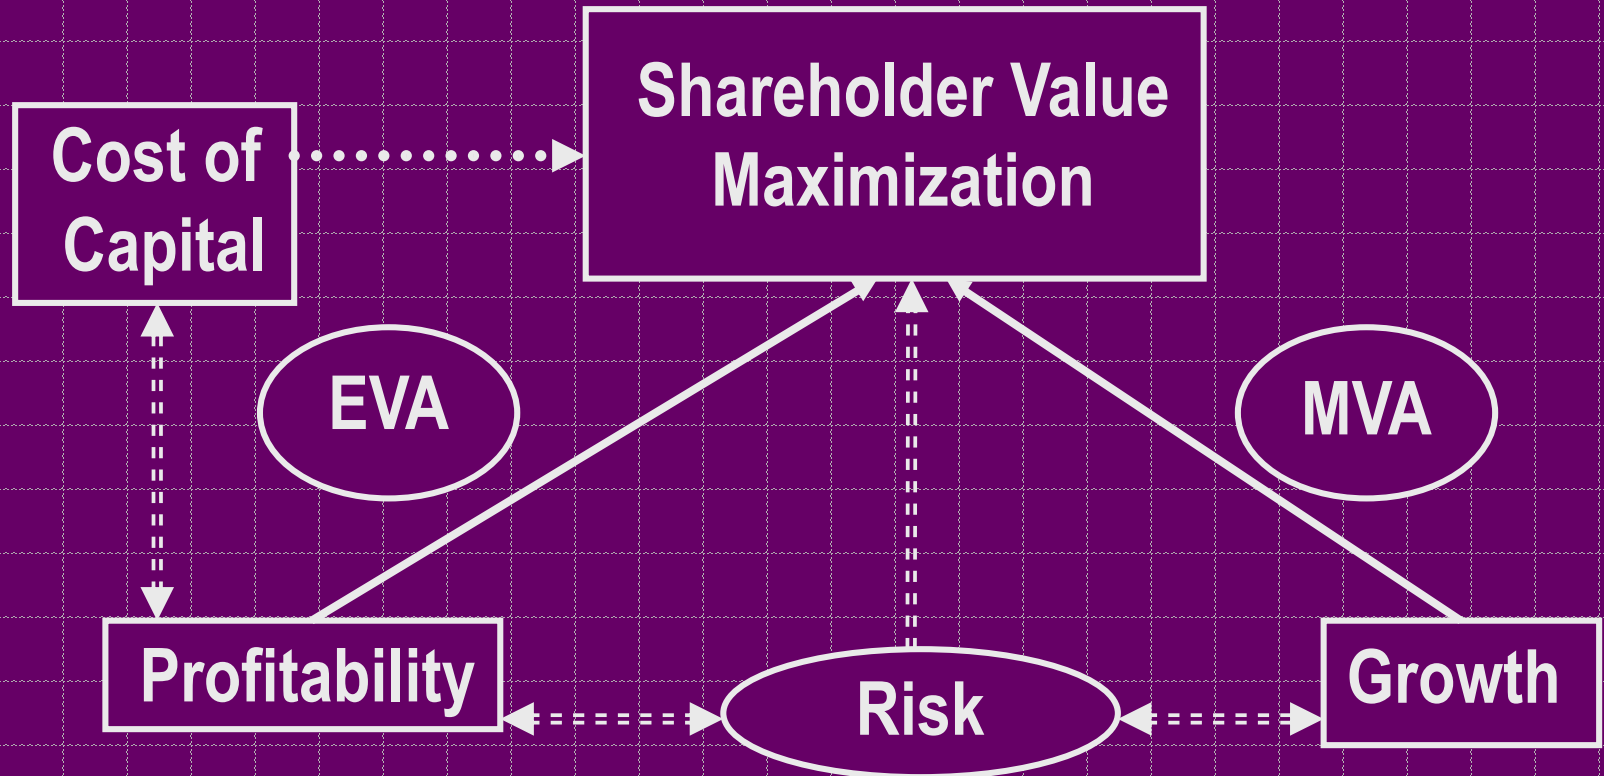 Shareholder Value
Maximization
Cost of
Capital
EVA
MVA
Profitability
Risk
Growth